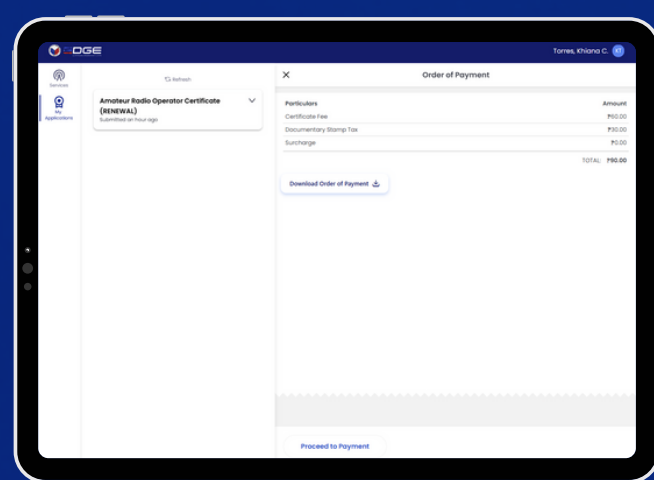 EDGE
Torres, Khiana C.
KT
Services
My
Applications
Refresh
Amateur Radio Operator Certificate
(RENEWAL)
Submitted an hour ago
Order of Payment
Particulars Amount
Certificate Fee ₱60.00
Documentary Stamp Tax ₱30.00
Surcharge ₱0.00
TOTAL: ₱90.00
Download Order of Payment
Proceed to Payment